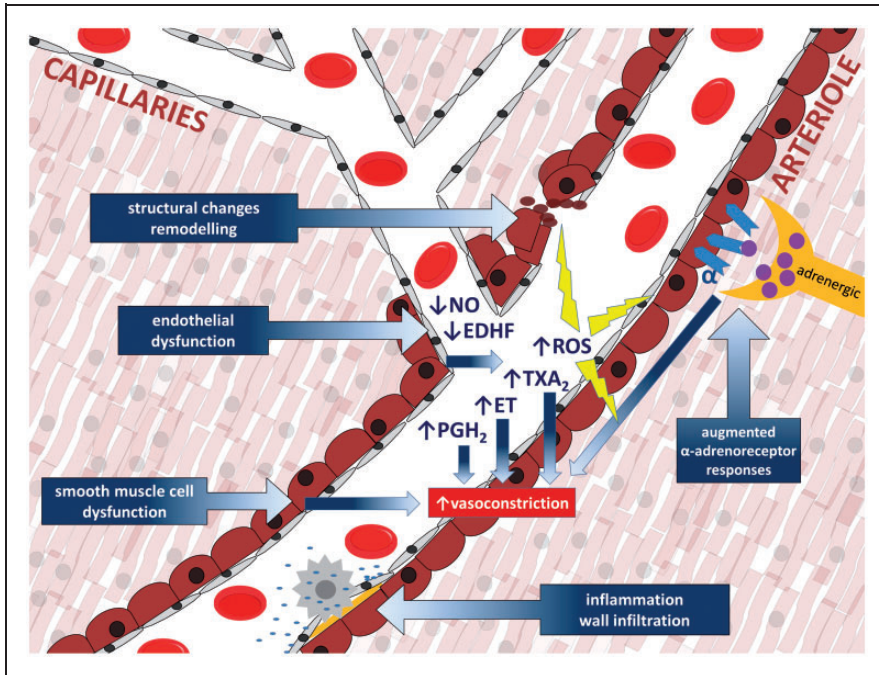 CAPILLARIES
ARTERIOLE
structural changes
remodelling
α
adrenergic
endothelial
dysfunction
↓NO
↓EDHF
↑ROS
↑TXA₂
↑ET
↑PGH₂
augmented
α-adrenoreceptor
responses
smooth muscle cell
dysfunction
↑vasoconstriction
inflammation
wall infiltration